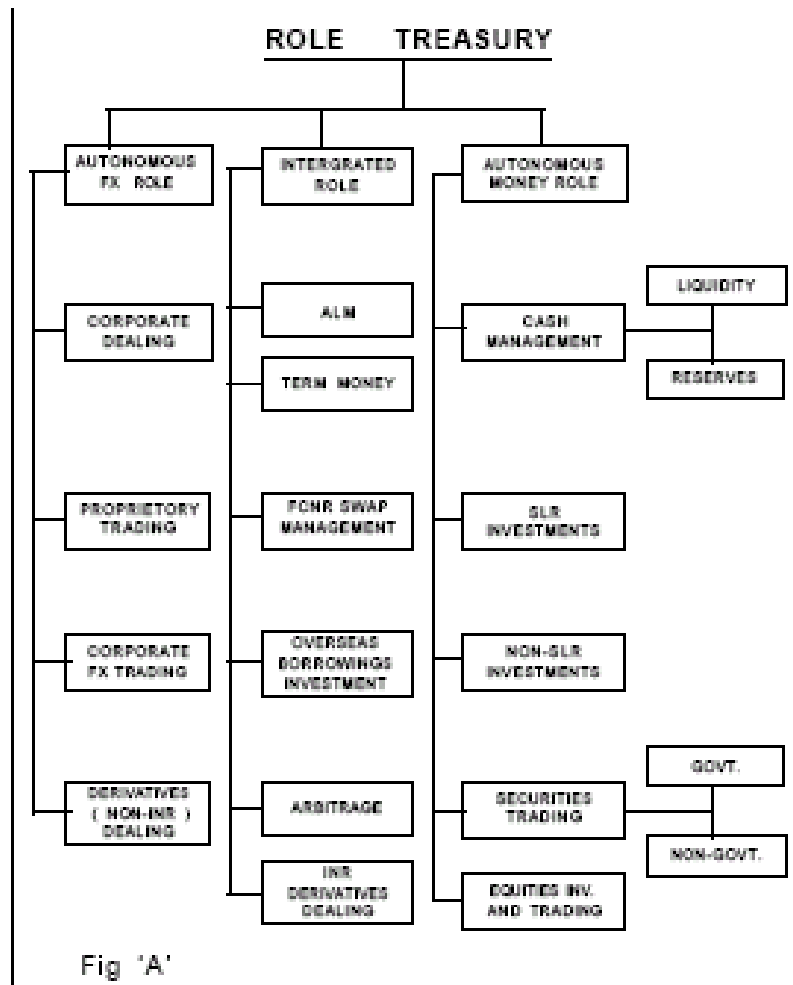 ROLE TREASURY
AUTONOMOUS
FX ROLE
CORPORATE
DEALING
PROPRIETORY
TRADING
CORPORATE
FX TRADING
DERIVATIVES
( NON-INR )
DEALING
INTERGRATED
ROLE
ALM
TERM MONEY
FCNR SWAP
MANAGEMENT
OVERSEAS
BORROWINGS
INVESTMENT
ARBITRAGE
INR
DERIVATIVES
DEALING
AUTONOMOUS
MONEY ROLE
CASH
MANAGEMENT
LIQUIDITY
RESERVES
SLR
INVESTMENTS
NON-SLR
INVESTMENTS
SECURITIES
TRADING
GOVT.
NON-GOVT.
EQUITIES INV.
AND TRADING
Fig 'A'